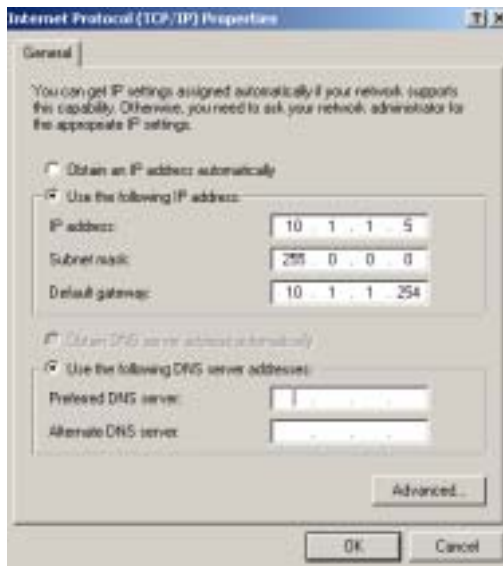 Internet Protocol (TCP/IP) Properties
General
You can get IP settings assigned automatically if your network supports
this capability. Otherwise, you need to ask your network administrator for
the appropriate IP settings.
Obtain an IP address automatically
Use the following IP address:
IP address: 10 . 1 . 1 . 5
Subnet mask: 255 . 0 . 0 . 0
Default gateway: 10 . 1 . 1 . 254
Obtain DNS server address automatically
Use the following DNS server addresses:
Preferred DNS server: . . .
Alternate DNS server: . . .
Advanced...
OK
Cancel